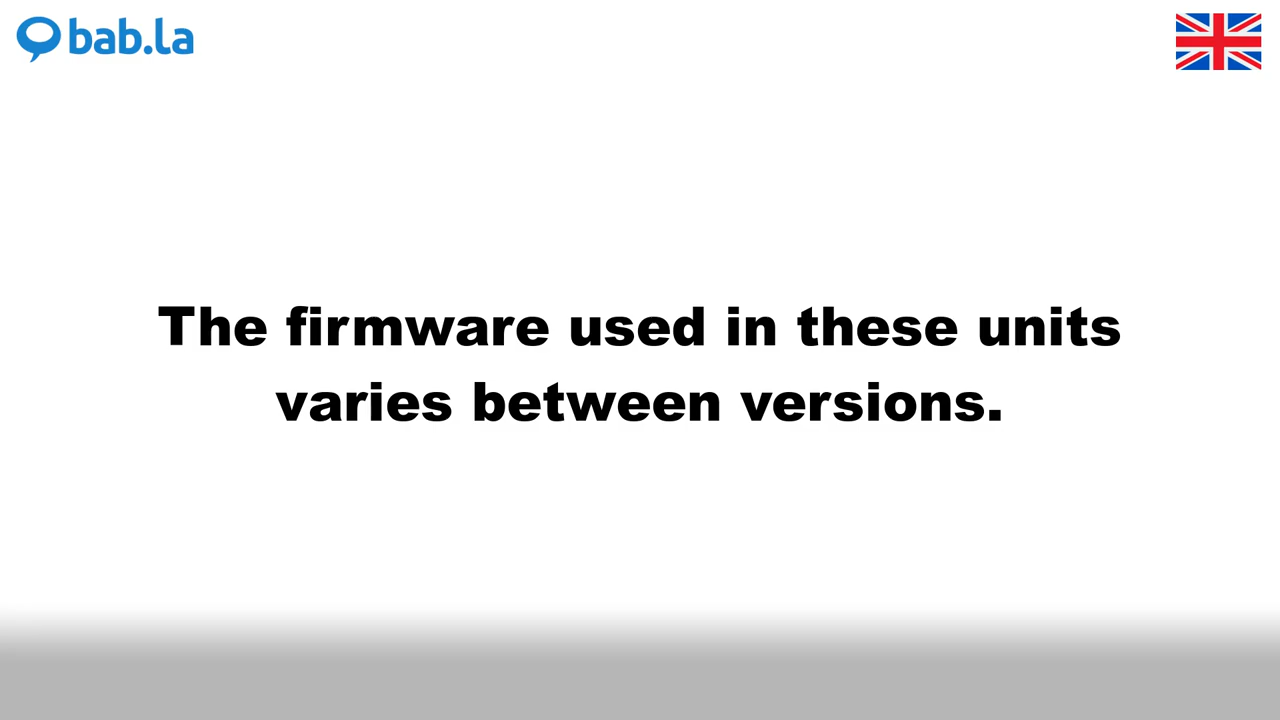 bab.la
The firmware used in these units
varies between versions.